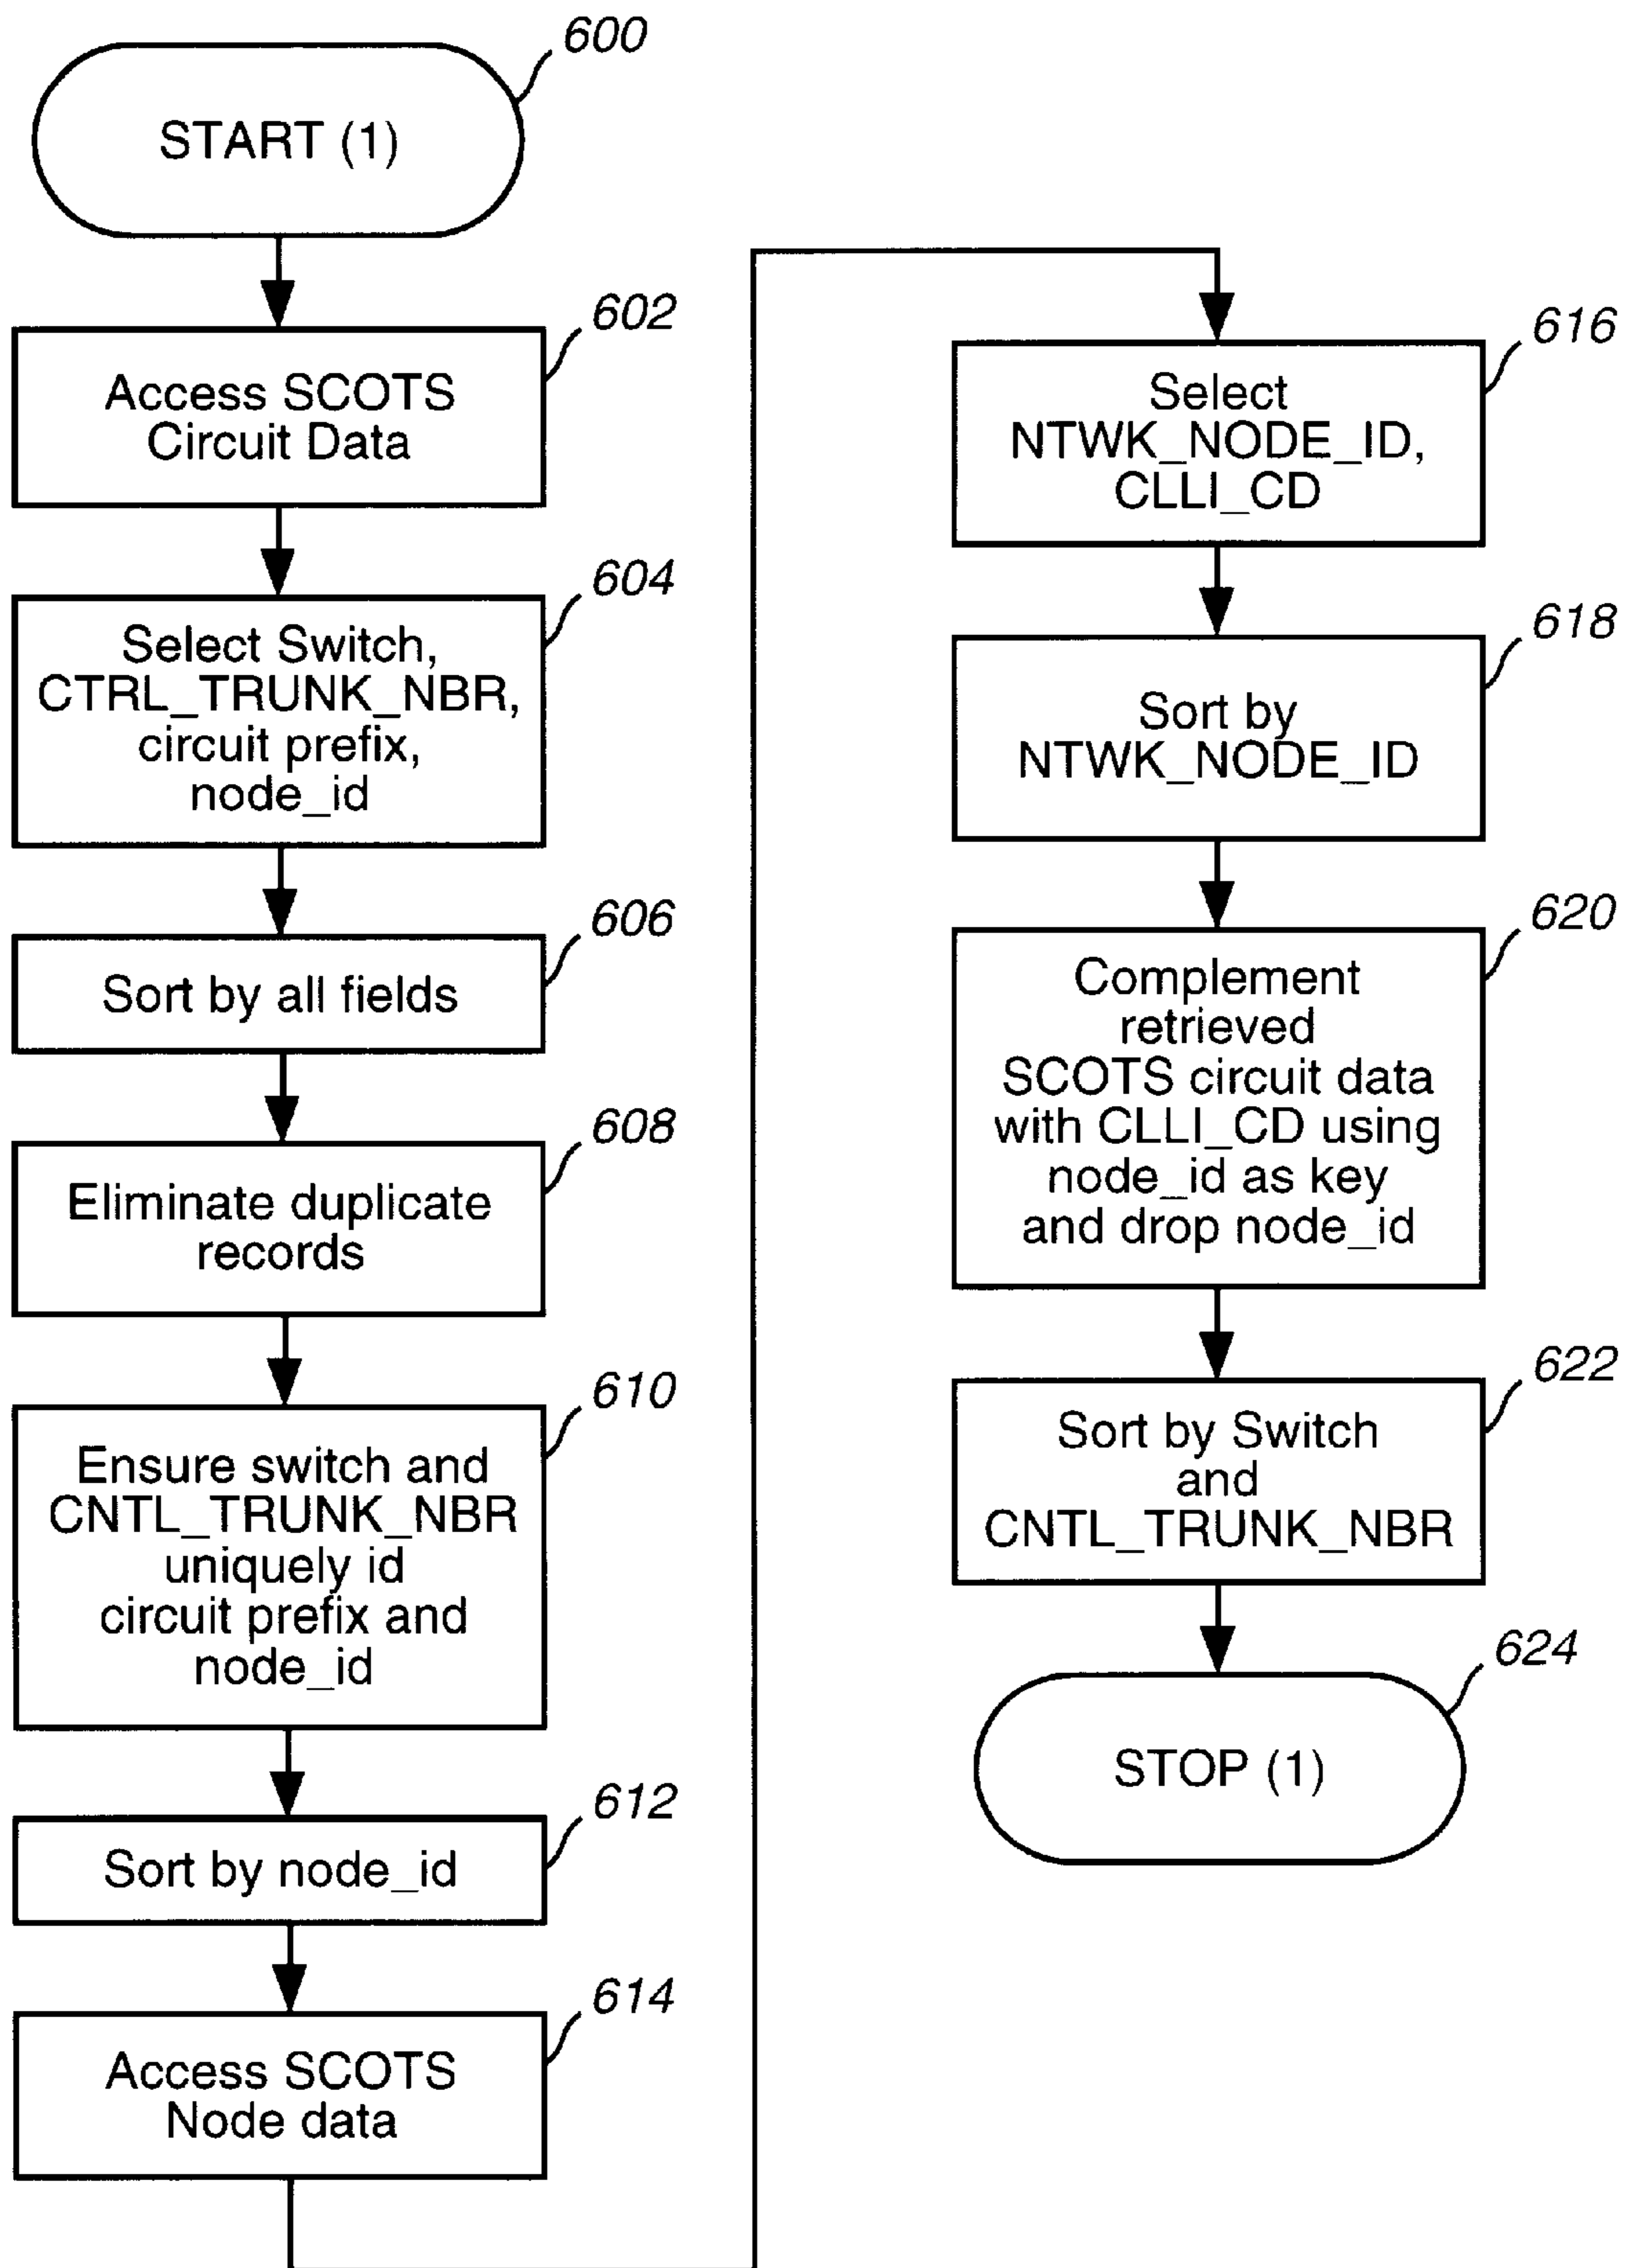 600
START (1)
602
Access SCOTS
Circuit Data
604
Select Switch,
CTRL_TRUNK_NBR,
circuit prefix,
node_id
606
Sort by all fields
608
Eliminate duplicate
records
610
Ensure switch and
CNTL_TRUNK_NBR
uniquely id
circuit prefix and
node_id
612
Sort by node_id
614
Access SCOTS
Node data
616
Select
NTWK_NODE_ID,
CLLI_CD
618
Sort by
NTWK_NODE_ID
620
Complement
retrieved
SCOTS circuit data
with CLLI_CD using
node_id as key
and drop node_id
622
Sort by Switch
and
CNTL_TRUNK_NBR
624
STOP (1)